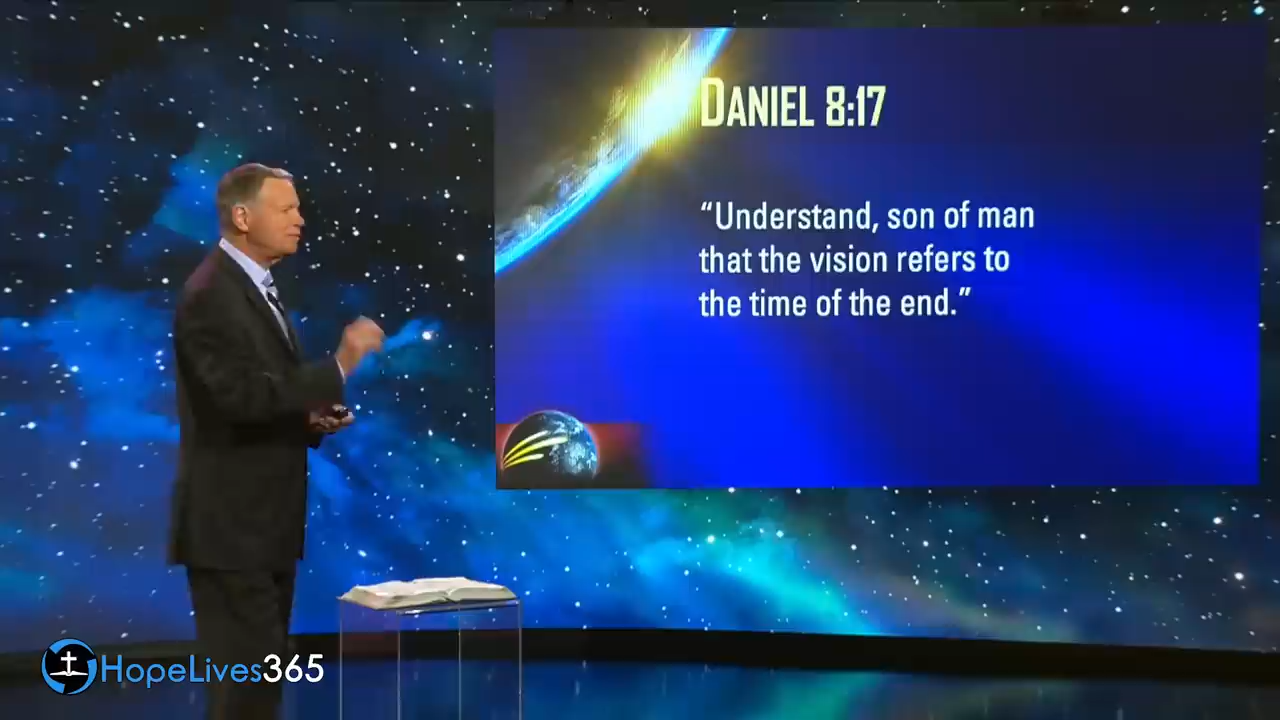 DANIEL 8:17
“Understand, son of man
that the vision refers to
the time of the end.”
HopeLives365